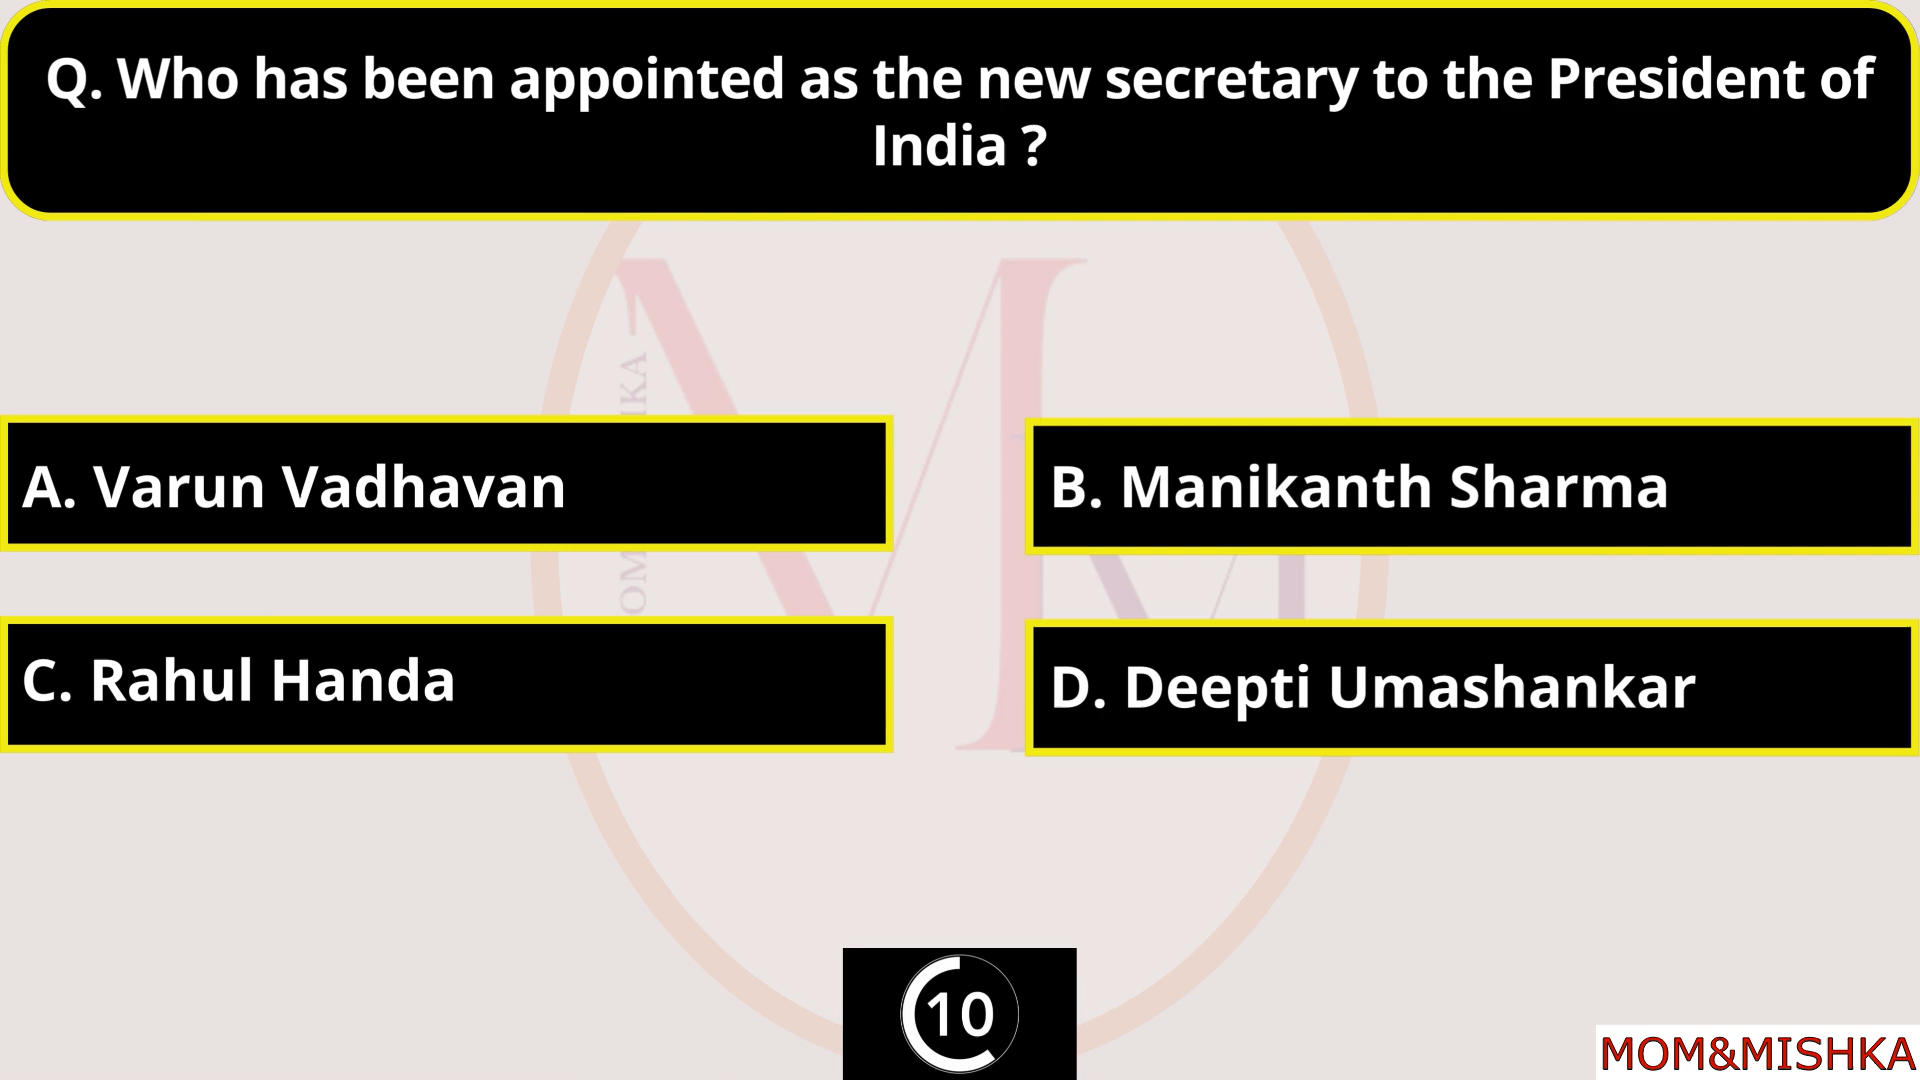 Q. Who has been appointed as the new secretary to the President of
India ?
A. Varun Vadhavan
B. Manikanth Sharma
C. Rahul Handa
D. Deepti Umashankar
10
MOM&MISHKA